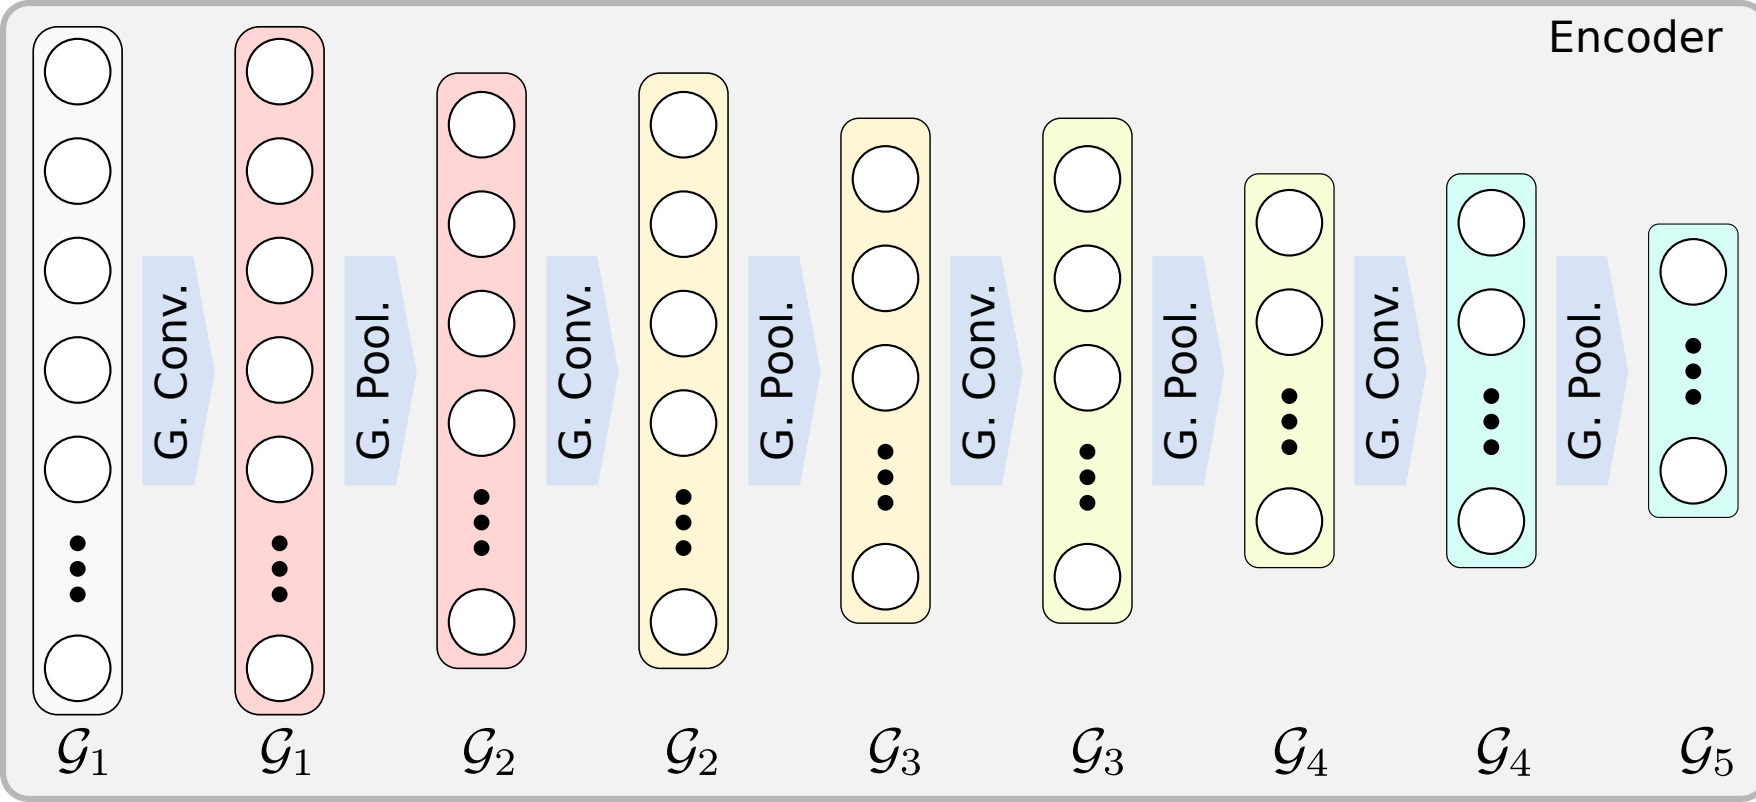 Encoder
G. Conv.
G. Pool.
G. Conv.
G. Pool.
G. Conv.
G. Pool.
G. Conv.
G. Pool.
𝒢₁ 𝒢₁ 𝒢₂ 𝒢₂ 𝒢₃ 𝒢₃ 𝒢₄ 𝒢₄ 𝒢₅